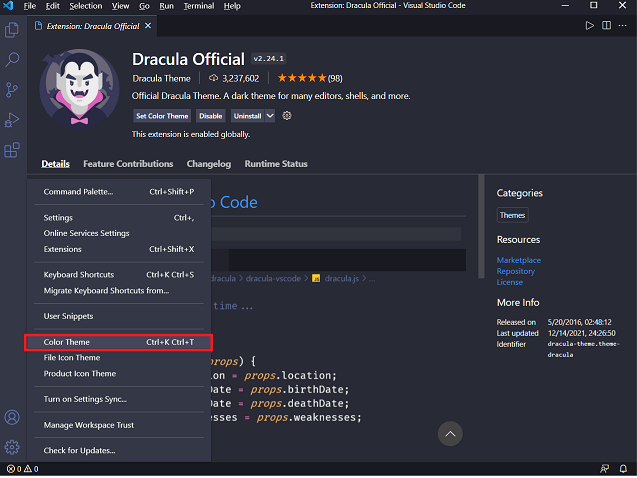 File Edit Selection View Go Run Terminal Help Extension: Dracula Official - Visual Studio Code
Extension: Dracula Official
Dracula Official v2.24.1
Dracula Theme 3,237,602 (98)
Official Dracula Theme. A dark theme for many editors, shells, and more.
Set Color Theme Disable Uninstall
This extension is enabled globally.
Details Feature Contributions Changelog Runtime Status
Command Palette... Ctrl+Shift+P
Settings Ctrl+,
Online Services Settings
Extensions Ctrl+Shift+X
Keyboard Shortcuts Ctrl+K Ctrl+S
Migrate Keyboard Shortcuts from...
User Snippets
Color Theme Ctrl+K Ctrl+T
File Icon Theme
Product Icon Theme
Turn on Settings Sync...
Manage Workspace Trust
Check for Updates...
Code
dracula > dracula-vscode > dracula.js > ...
time ...
props) {
ion = props.location;
Date = props.birthDate;
Date = props.deathDate;
esses = props.weaknesses;
Categories
Themes
Resources
Marketplace
Repository
License
More Info
Released on 5/20/2016, 02:48:12
Last updated 12/14/2021, 24:26:50
Identifier dracula-theme.theme-
dracula
0 0